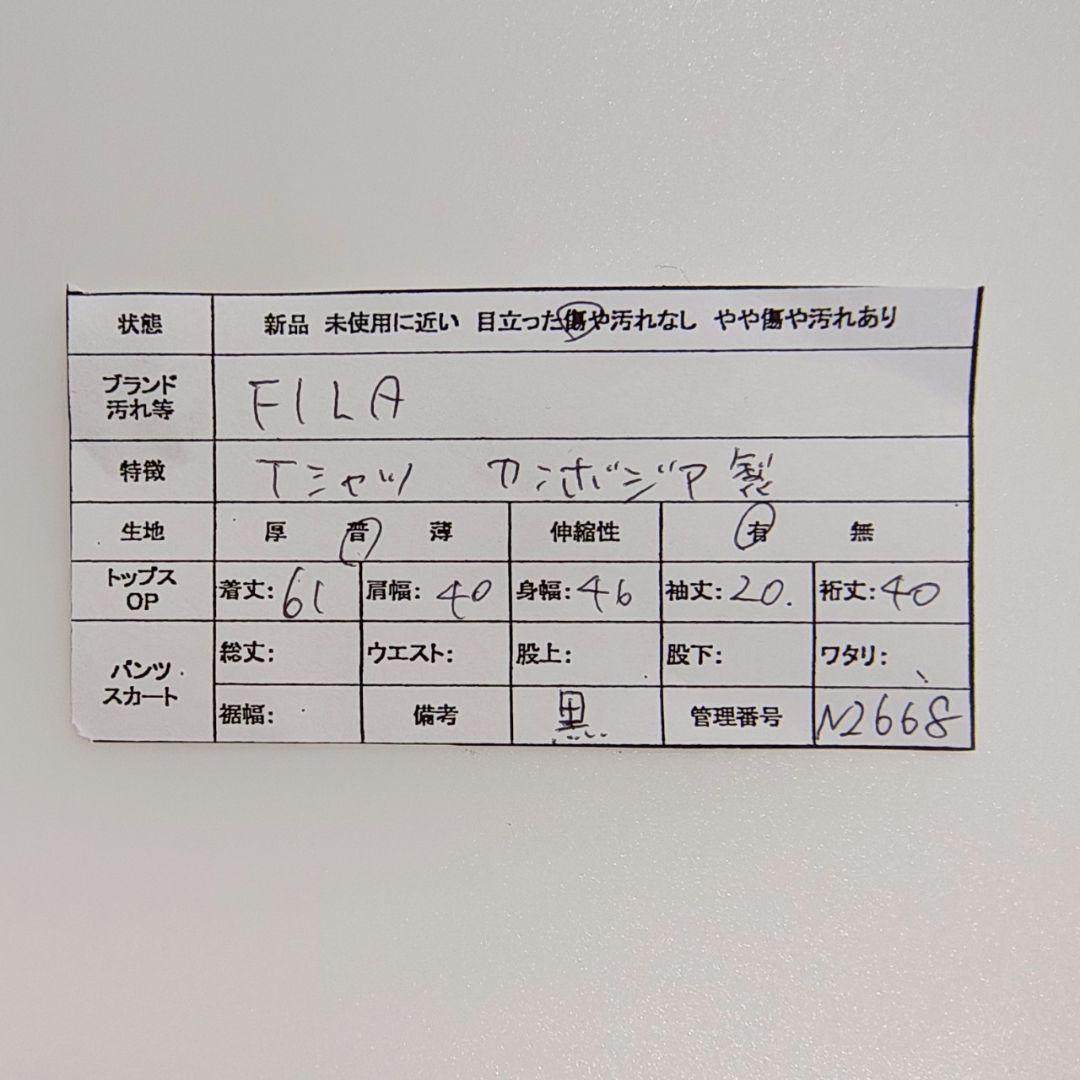 状態 新品 未使用に近い 目立った傷や汚れなし やや傷や汚れあり
ブランド 汚れ等 FILA
特徴 Tシャツ カンボジア製
生地 厚 普 薄 伸縮性 有 無
トップス OP 着丈:61 肩幅:40 身幅:46 袖丈:20. 裄丈:40
パンツ スカート 総丈: ウエスト: 股上: 股下: ワタリ:
裾幅: 備考 黒 管理番号 N2668